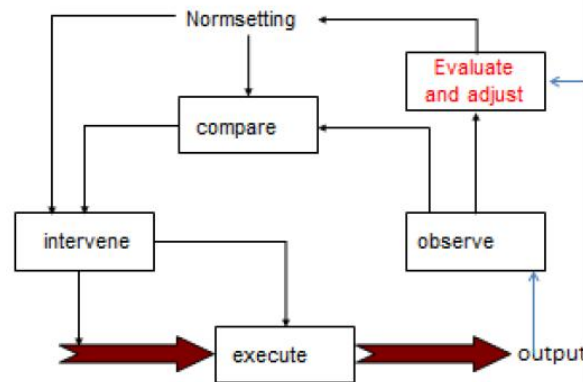 Normsetting
Evaluate
and adjust
compare
intervene
observe
execute
output